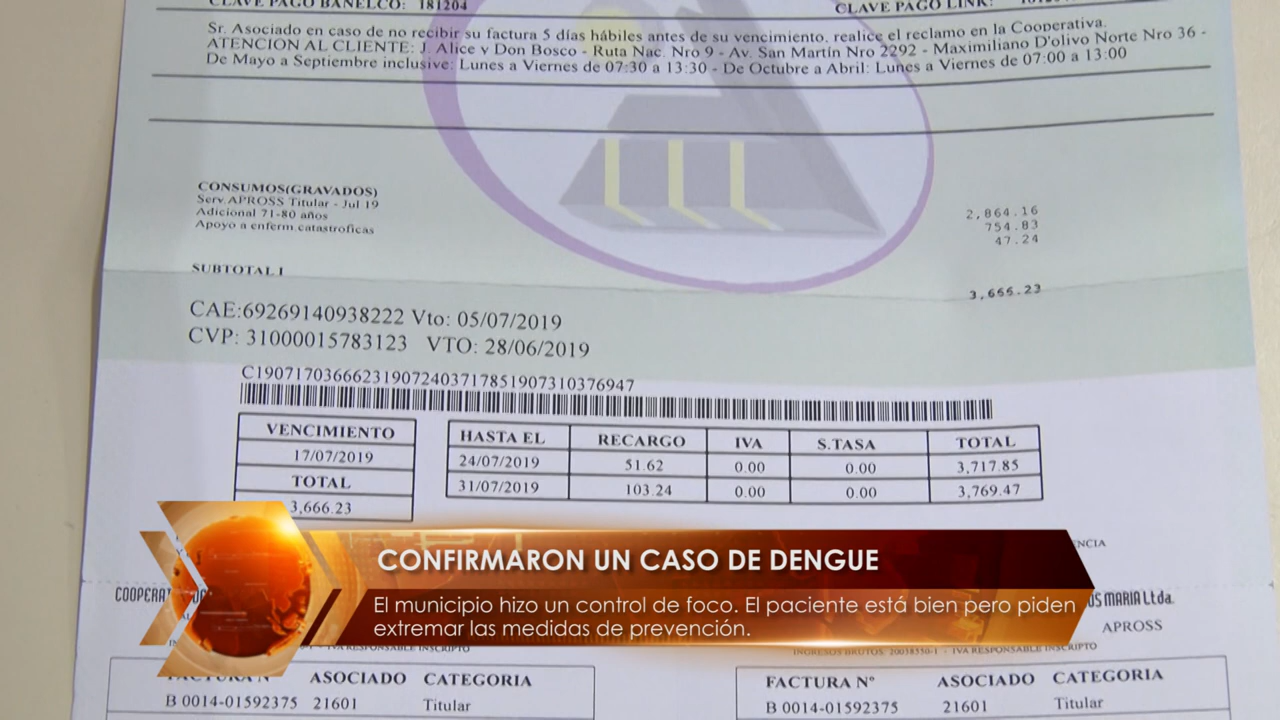 CLAVE PAGO BANELCO: 181204
CLAVE PAGO LINK:
Sr. Asociado en caso de no recibir su factura 5 días hábiles antes de su vencimiento, realice el reclamo en la Cooperativa.
ATENCION AL CLIENTE: J. Alice y Don Bosco - Ruta Nac. Nro 9 - Av. San Martín Nro 2292 - Maximiliano D'olivo Norte Nro 36 -
De Mayo a Septiembre inclusive: Lunes a Viernes de 07:30 a 13:30 - De Octubre a Abril: Lunes a Viernes de 07:00 a 13:00
CONSUMOS(GRAVADOS)
Serv.APROSS Titular - Jul 19 2,864.16
Adicional 71-80 años 754.83
Apoyo a enferm.catastroficas 47.24
SUBTOTAL I 3,666.23
CAE:69269140938222 Vto: 05/07/2019
CVP: 31000015783123 VTO: 28/06/2019
C190717036662319072403717851907310376947
VENCIMIENTO
17/07/2019
TOTAL
3,666.23
HASTA EL RECARGO IVA S.TASA TOTAL
24/07/2019 51.62 0.00 0.00 3,717.85
31/07/2019 103.24 0.00 0.00 3,769.47
CONFIRMARON UN CASO DE DENGUE
El municipio hizo un control de foco. El paciente está bien pero piden
extremar las medidas de prevención.
MARIA Ltda.
APROSS
INGRESOS BRUTOS: 20038350-1 - IVA RESPONSABLE INSCRIPTO
ASOCIADO CATEGORIA
B 0014-01592375 21601 Titular
FACTURA Nº ASOCIADO CATEGORIA
B 0014-01592375 21601 Titular